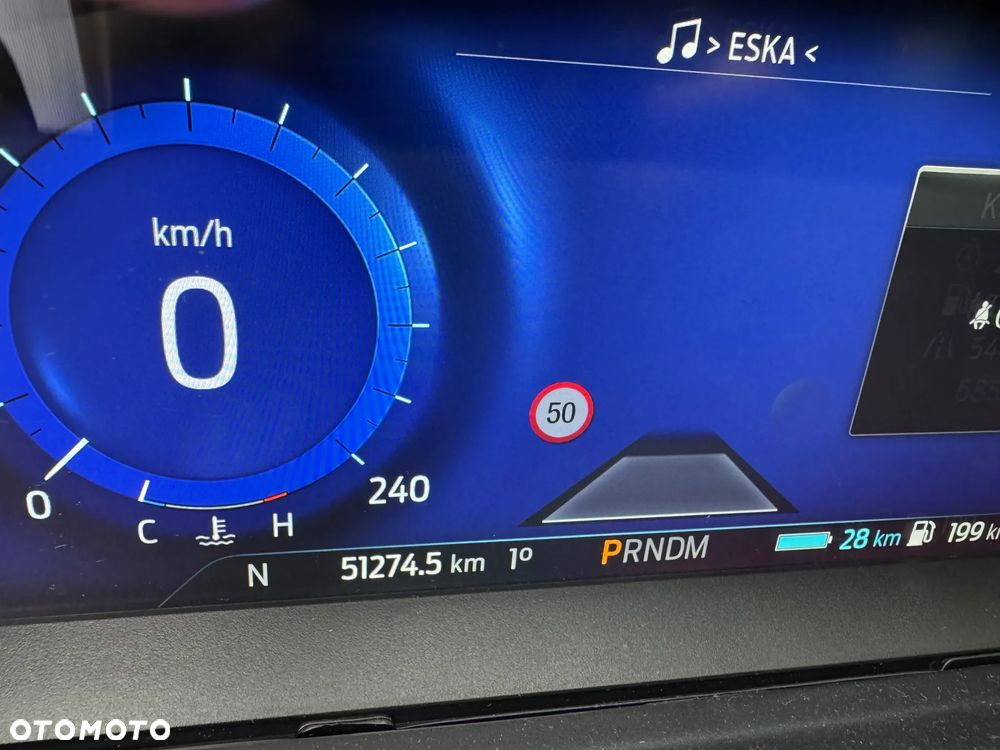 > ESKA <
km/h
0
50
0
240
C
H
N
51274.5 km
1°
PRNDM
28 km
199
OTOMOTO